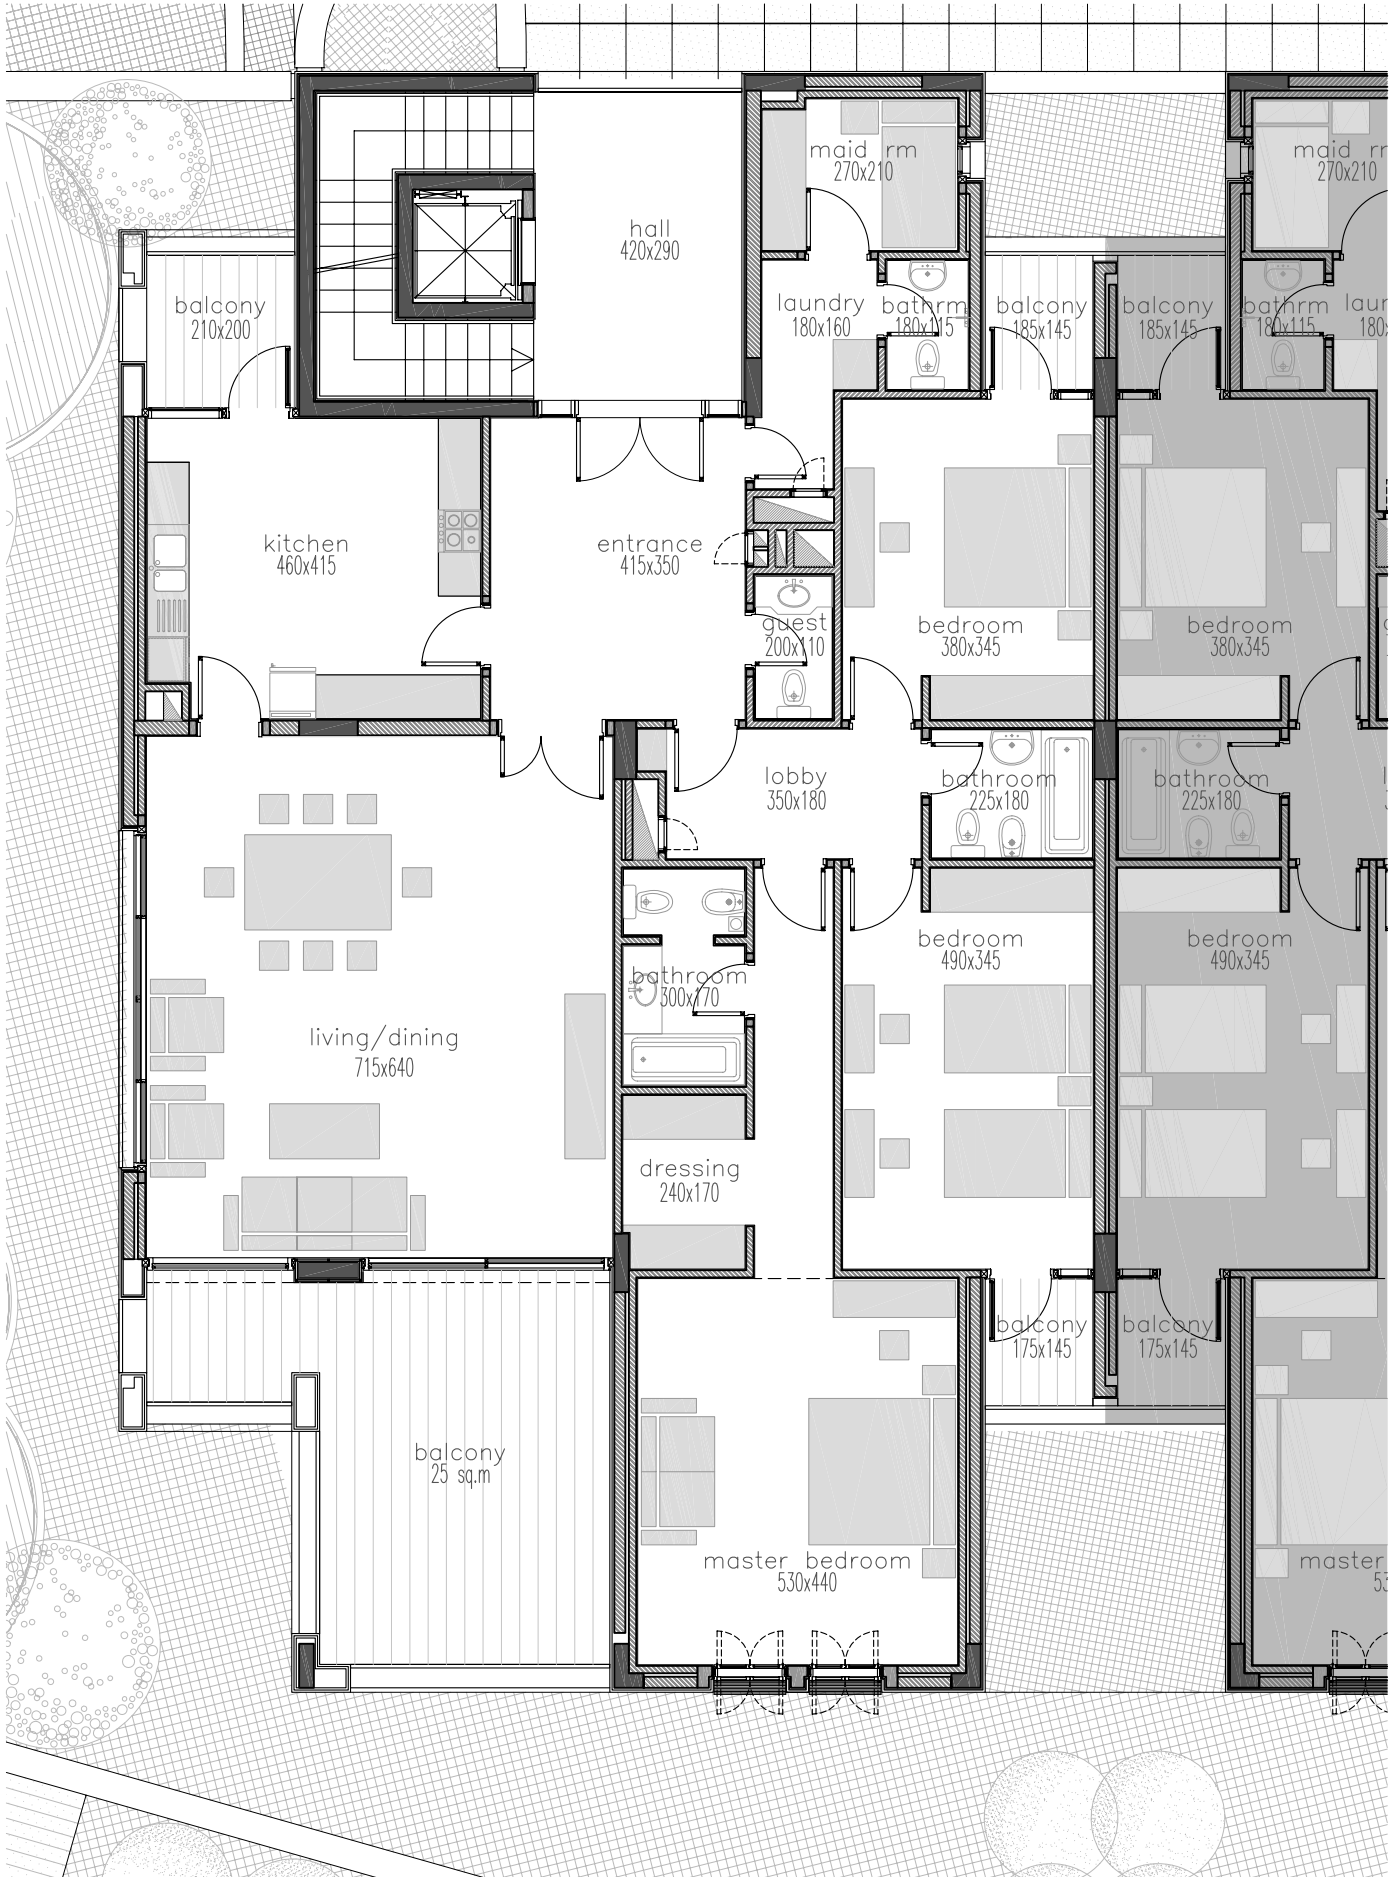 maid rm
270x210
maid r
270x210
hall
420x290
balcony
210x200
laundry
180x160
bathrm
180x115
balcony
185x145
balcony
185x145
bathrm
180x115
laun
180x
kitchen
460x415
entrance
415x350
guest
200x110
bedroom
380x345
bedroom
380x345
lobby
350x180
bathroom
225x180
bathroom
225x180
bedroom
490x345
bedroom
490x345
bathroom
300x170
living/dining
715x640
dressing
240x170
balcony
175x145
balcony
175x145
balcony
25 sq.m
master bedroom
530x440
master
53